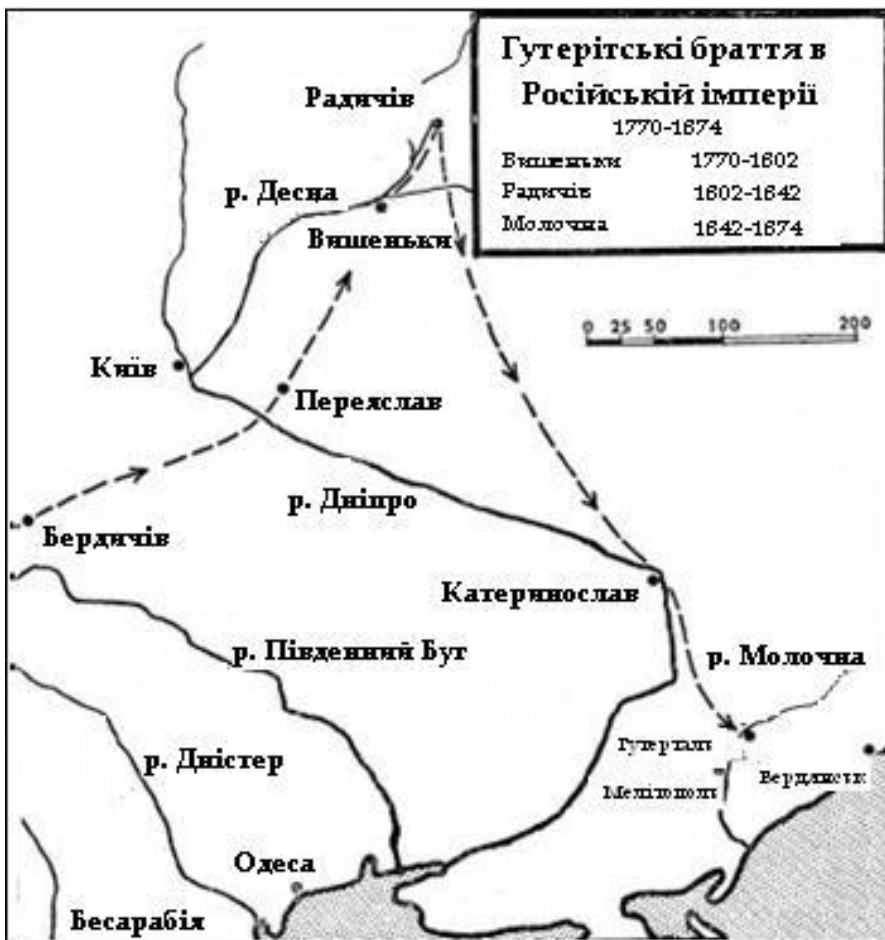 Гутерітські браття в
Російській імперії
1770-1674
Вишеньки 1770-1602
Радичів 1602-1642
Молочна 1642-1674
Радичів
р. Десна
Вишеньки
0 25 50 100 200
Київ
Переяслав
р. Дніпро
Бердичів
Катеринослав
р. Південний Буг
р. Молочна
Гутерталь
р. Дністер
Мелітополь
Бердянськ
Одеса
Бесарабія